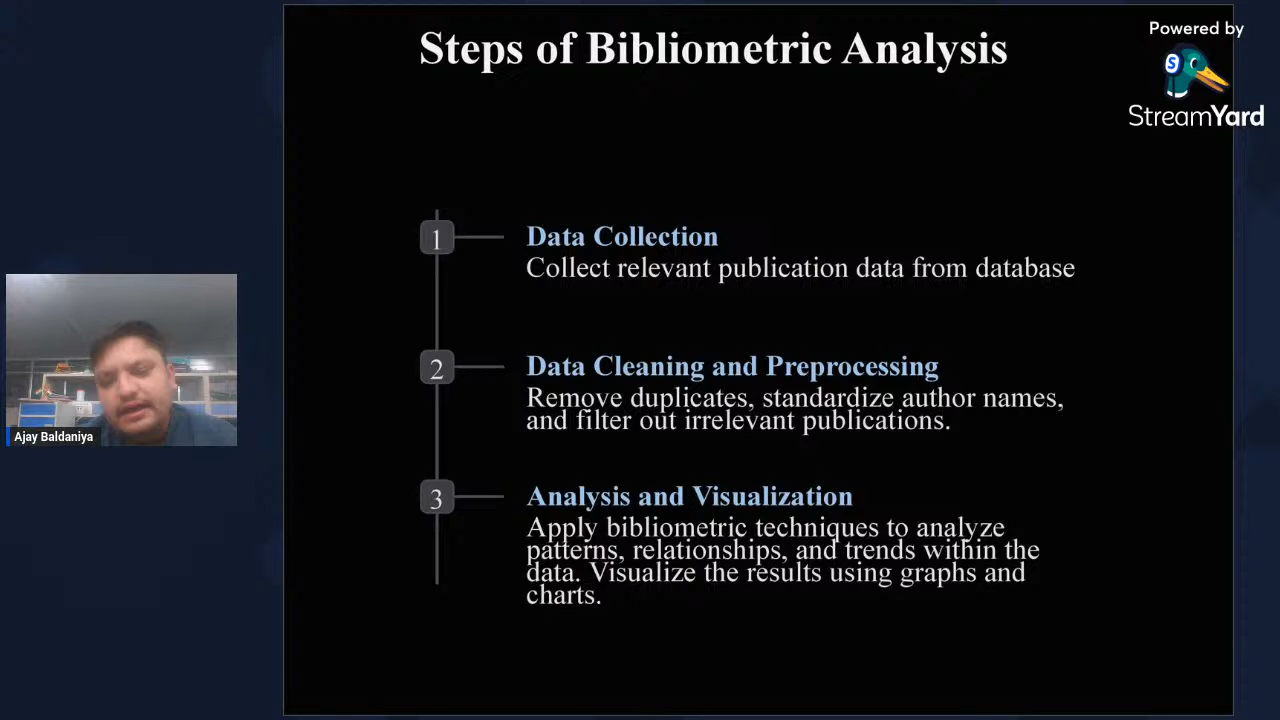 Steps of Bibliometric Analysis
Powered by
S
StreamYard
1
Data Collection
Collect relevant publication data from database
2
Data Cleaning and Preprocessing
Remove duplicates, standardize author names,
and filter out irrelevant publications.
3
Analysis and Visualization
Apply bibliometric techniques to analyze
patterns, relationships, and trends within the
data. Visualize the results using graphs and
charts.
Ajay Baldaniya